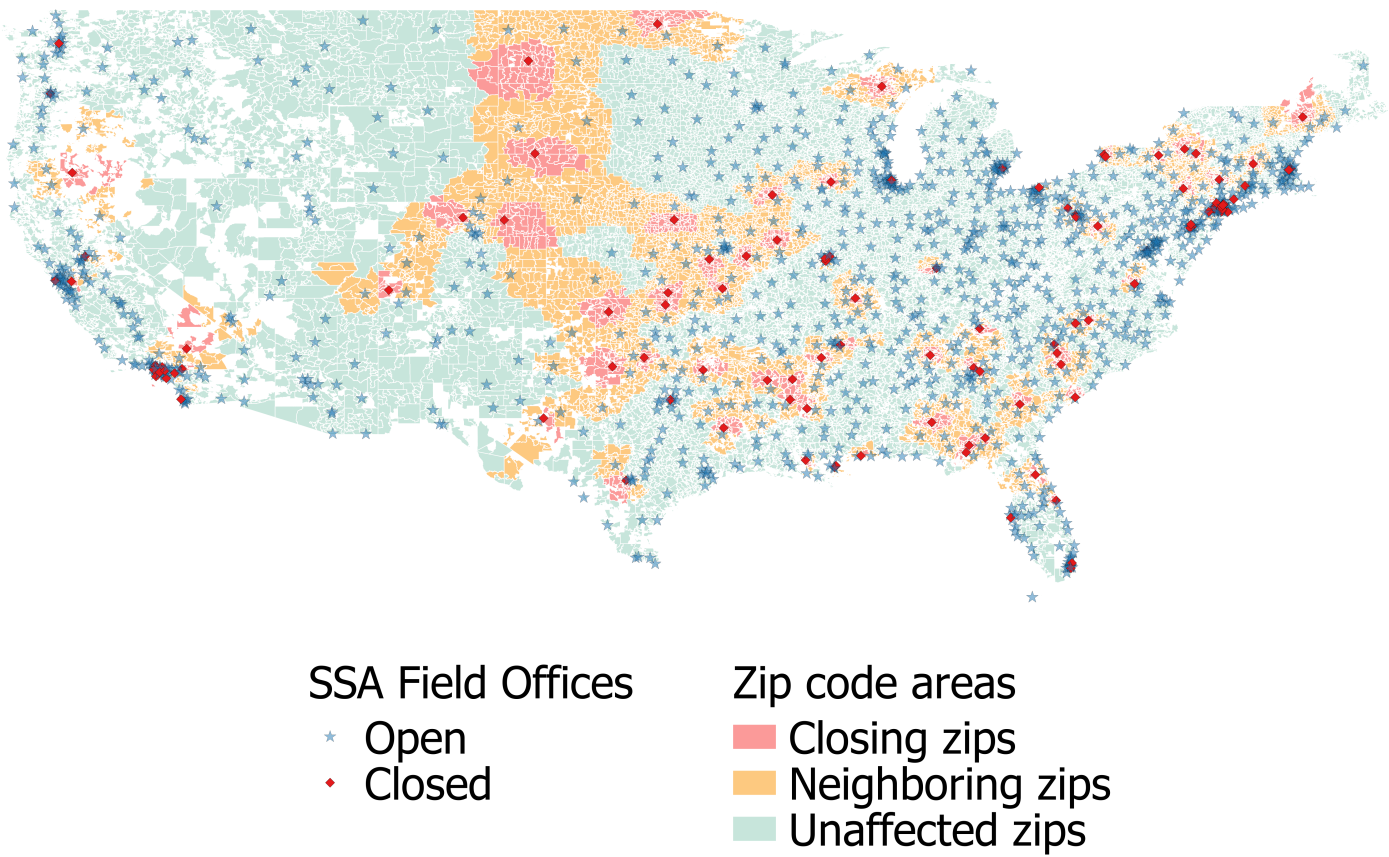 SSA Field Offices
Open
Closed
Zip code areas
Closing zips
Neighboring zips
Unaffected zips